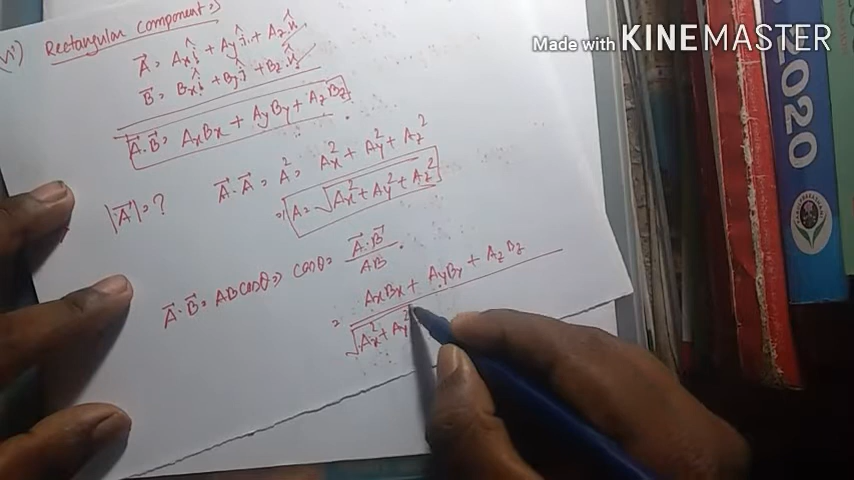 vi) Rectangular Component:
Made with KINEMASTER
A⃗ = Axî + Ayĵ + Azk̂
B⃗ = Bxî + Byĵ + Bzk̂
A⃗.B⃗ = AxBx + AyBy + AzBz
A⃗.A⃗ = A² = Ax² + Ay² + Az²
|A⃗| = ?
⇒ A = √Ax² + Ay² + Az²
A⃗.B⃗ = AB cosθ ⇒ cosθ = A⃗.B⃗ / AB
= AxBx + AyBy + AzBz
√Ax² + Ay²
2020